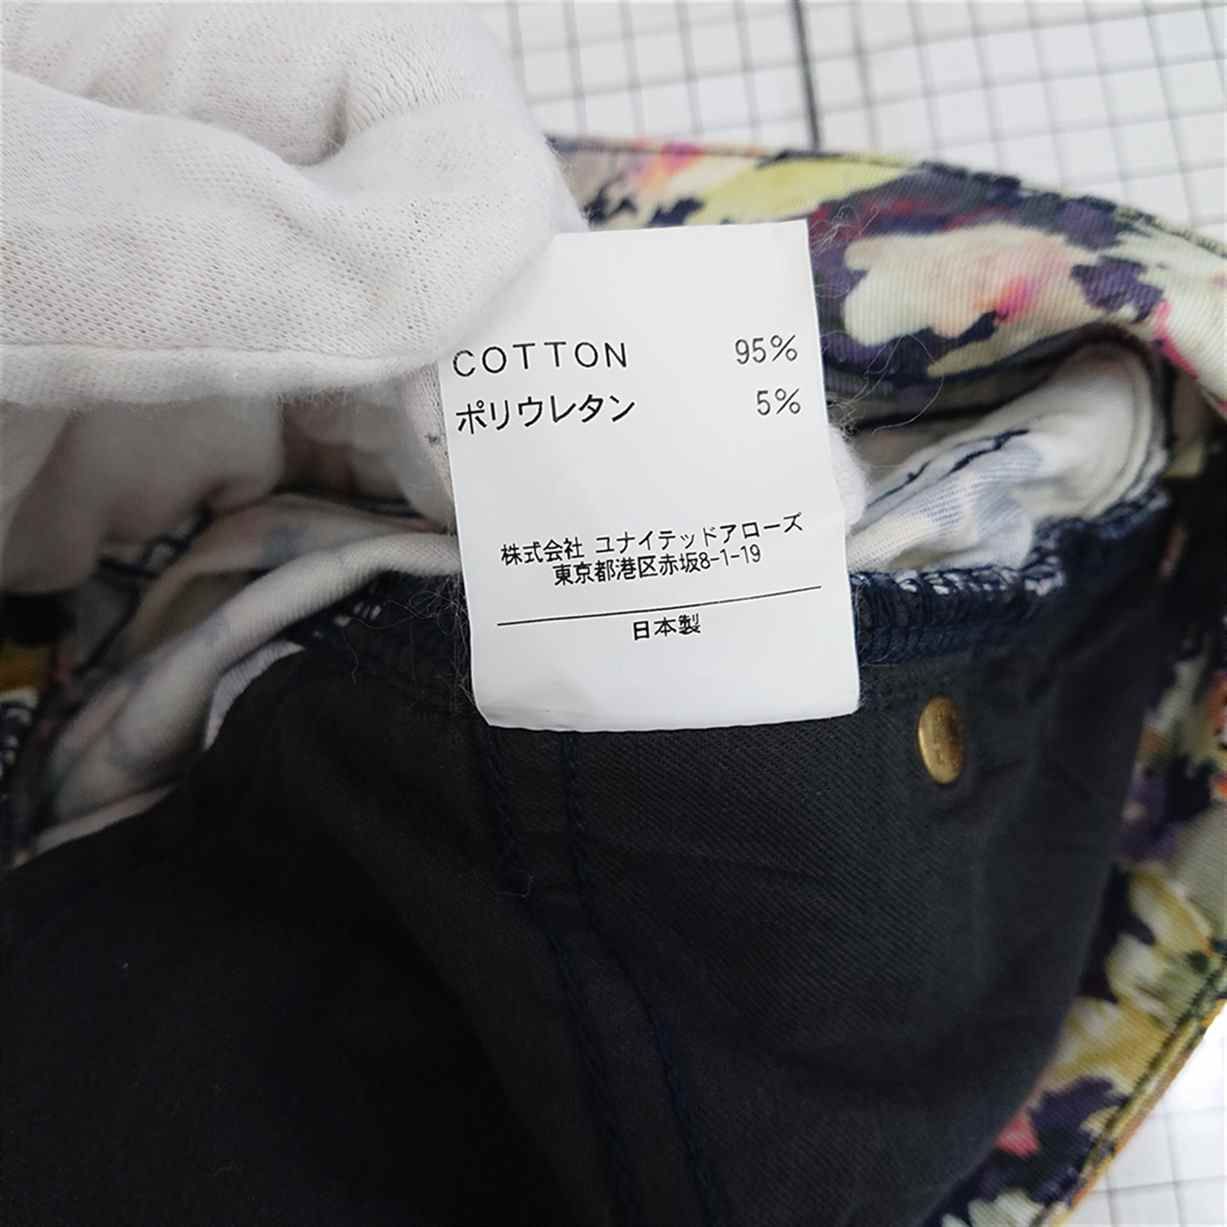 COTTON 95%
ポリウレタン 5%
株式会社 ユナイテッドアローズ
東京都港区赤坂8-1-19
日本製